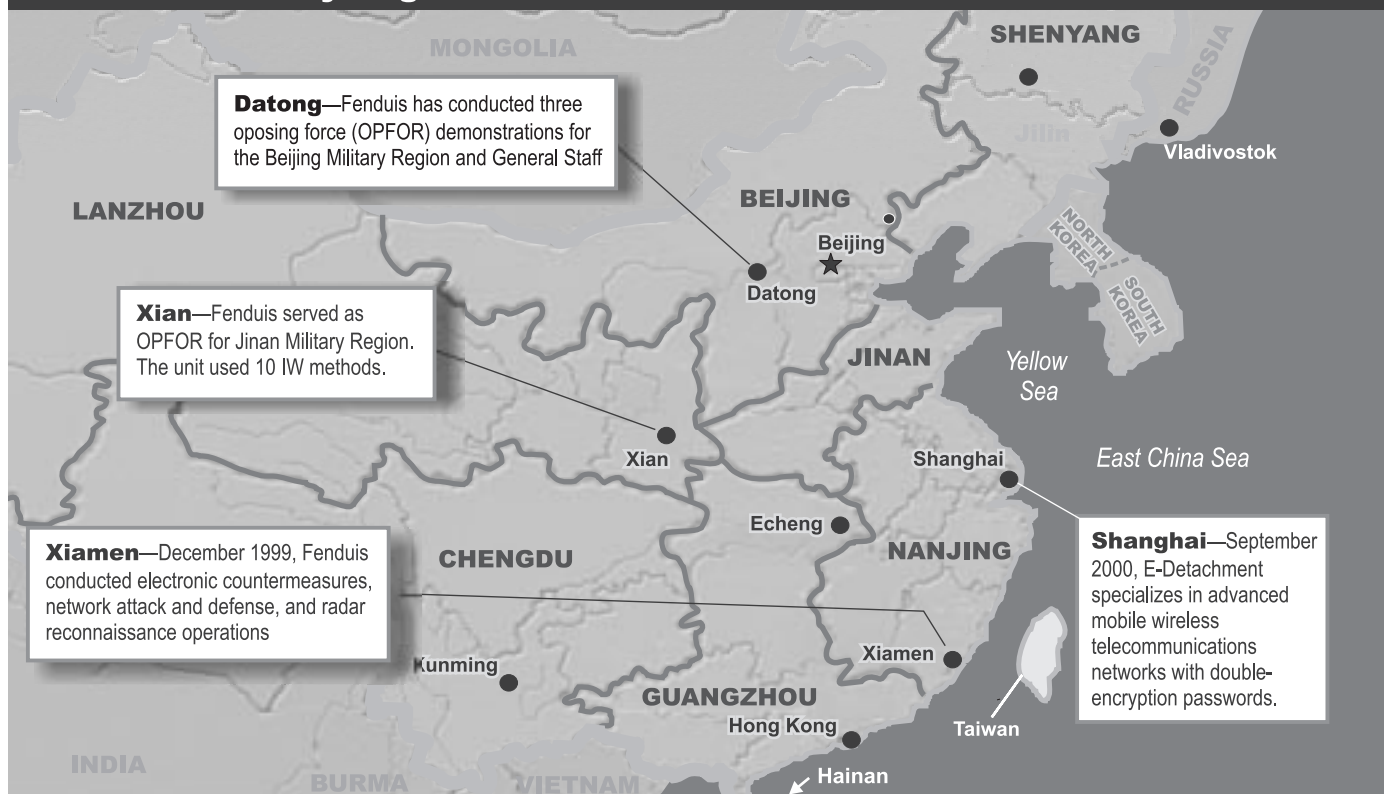 MONGOLIA
SHENYANG
RUSSIA
Datong—Fenduis has conducted three
oposing force (OPFOR) demonstrations for
the Beijing Military Region and General Staff
Jilin
Vladivostok
LANZHOU
BEIJING
Beijing
Datong
NORTH
KOREA
SOUTH
KOREA
Xian—Fenduis served as
OPFOR for Jinan Military Region.
The unit used 10 IW methods.
JINAN
Yellow
Sea
Xian
Shanghai
East China Sea
Echeng
NANJING
CHENGDU
Xiamen—December 1999, Fenduis
conducted electronic countermeasures,
network attack and defense, and radar
reconnaissance operations
Shanghai—September
2000, E-Detachment
specializes in advanced
mobile wireless
telecommunications
networks with double-
encryption passwords.
Kunming
Xiamen
GUANGZHOU
Hong Kong
Taiwan
INDIA
BURMA
VIETNAM
Hainan